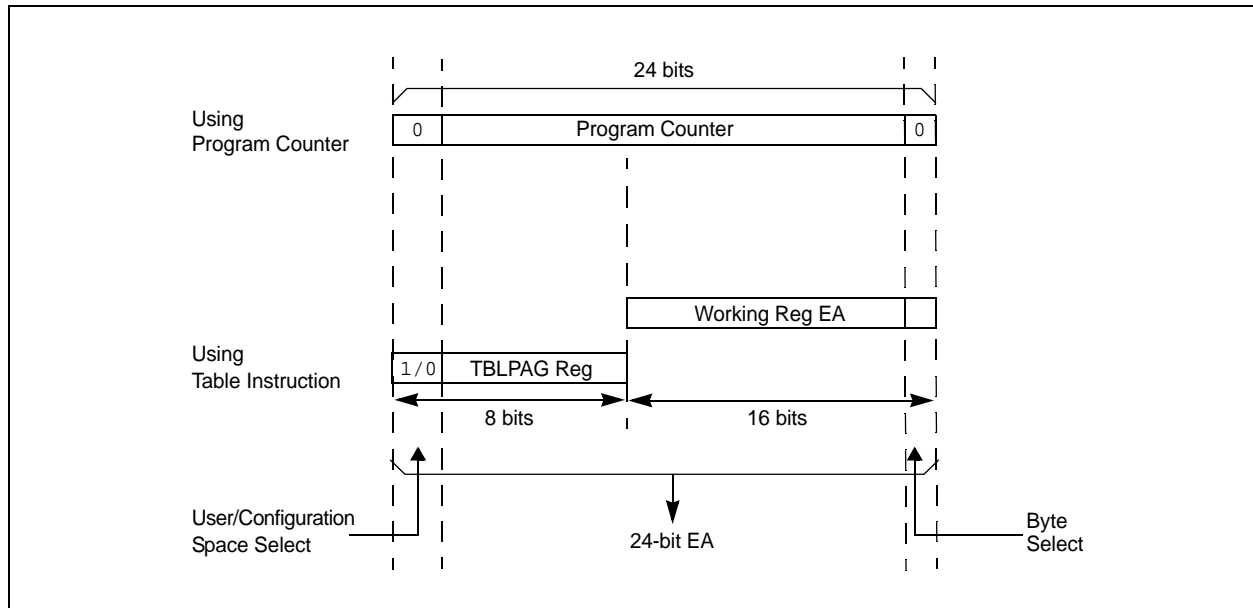 24 bits
Using
Program Counter
0
Program Counter
0
Working Reg EA
Using
Table Instruction
1/0
TBLPAG Reg
8 bits
16 bits
User/Configuration
Space Select
24-bit EA
Byte
Select